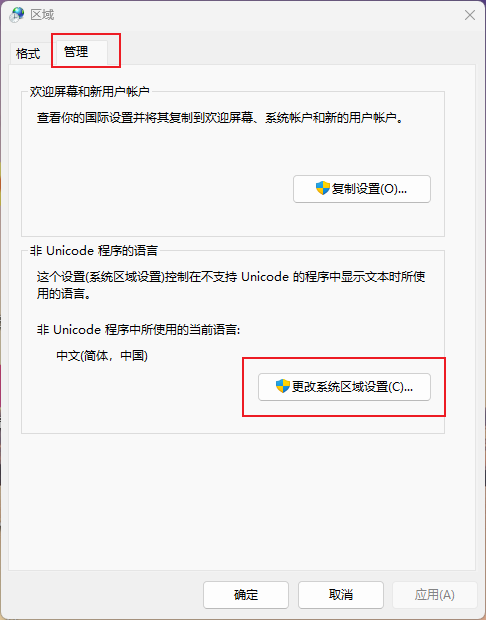 区域
格式
管理
欢迎屏幕和新用户帐户
查看你的国际设置并将其复制到欢迎屏幕、系统帐户和新的用户帐户。
复制设置(O)...
非 Unicode 程序的语言
这个设置(系统区域设置)控制在不支持 Unicode 的程序中显示文本时所使
用的语言。
非 Unicode 程序中所使用的当前语言:
中文(简体，中国)
更改系统区域设置(C)...
确定
取消
应用(A)